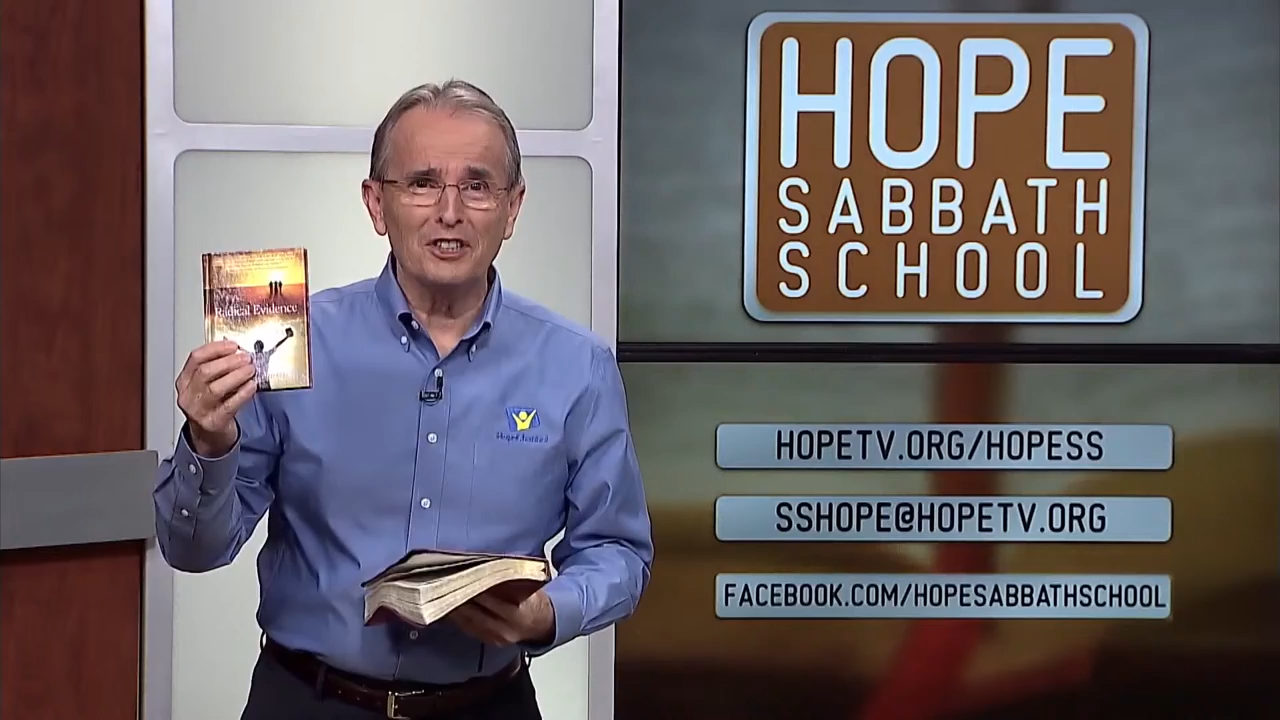 HOPE
SABBATH
SCHOOL
HOPETV.ORG/HOPESS
SSHOPE@HOPETV.ORG
FACEBOOK.COM/HOPESABBATHSCHOOL
Radical Evidence